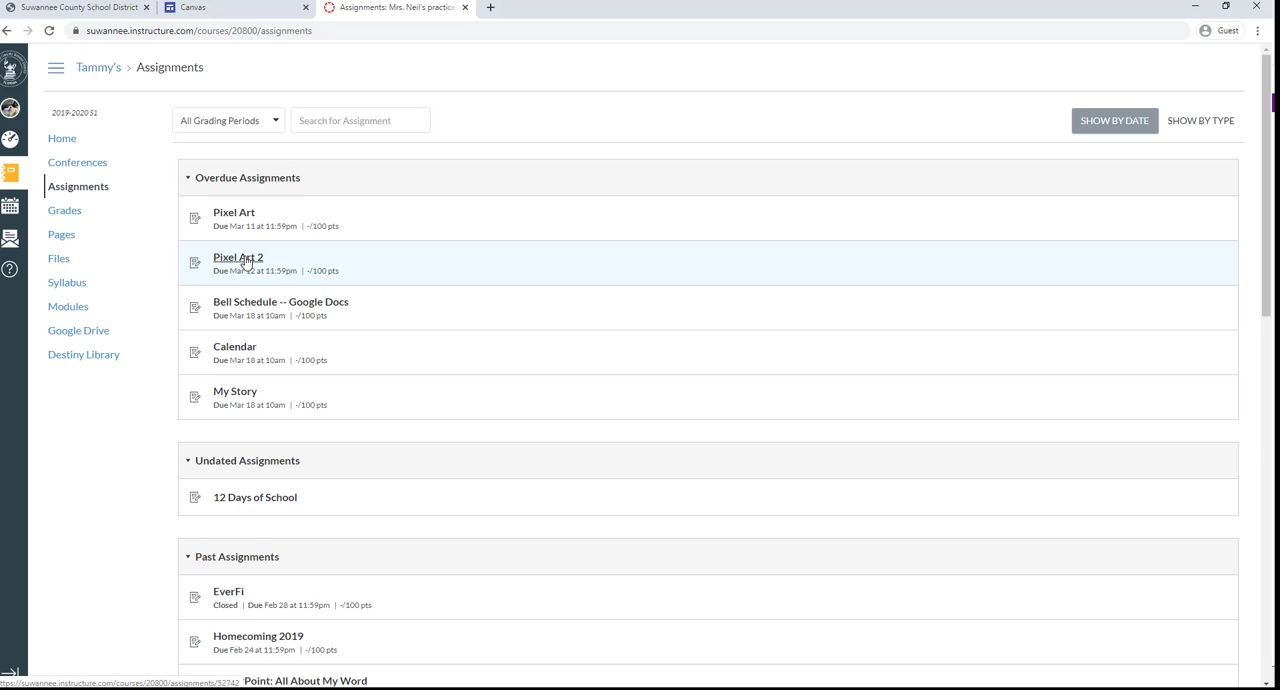 Suwannee County School District
Canvas
Assignments: Mrs. Neil's practice
suwannee.instructure.com/courses/20800/assignments
Guest
Tammy's › Assignments
2019-2020 S1
Home
Conferences
Assignments
Grades
Pages
Files
Syllabus
Modules
Google Drive
Destiny Library
All Grading Periods
Search for Assignment
SHOW BY DATE
SHOW BY TYPE
Overdue Assignments
Pixel Art
Due Mar 11 at 11:59pm | -/100 pts
Pixel Art 2
Due Mar 12 at 11:59pm | -/100 pts
Bell Schedule -- Google Docs
Due Mar 18 at 10am | -/100 pts
Calendar
Due Mar 18 at 10am | -/100 pts
My Story
Due Mar 18 at 10am | -/100 pts
Undated Assignments
12 Days of School
Past Assignments
EverFi
Closed | Due Feb 28 at 11:59pm | -/100 pts
Homecoming 2019
Due Feb 24 at 11:59pm | -/100 pts
Point: All About My Word
ttps://suwannee.instructure.com/courses/20800/assignments/52742